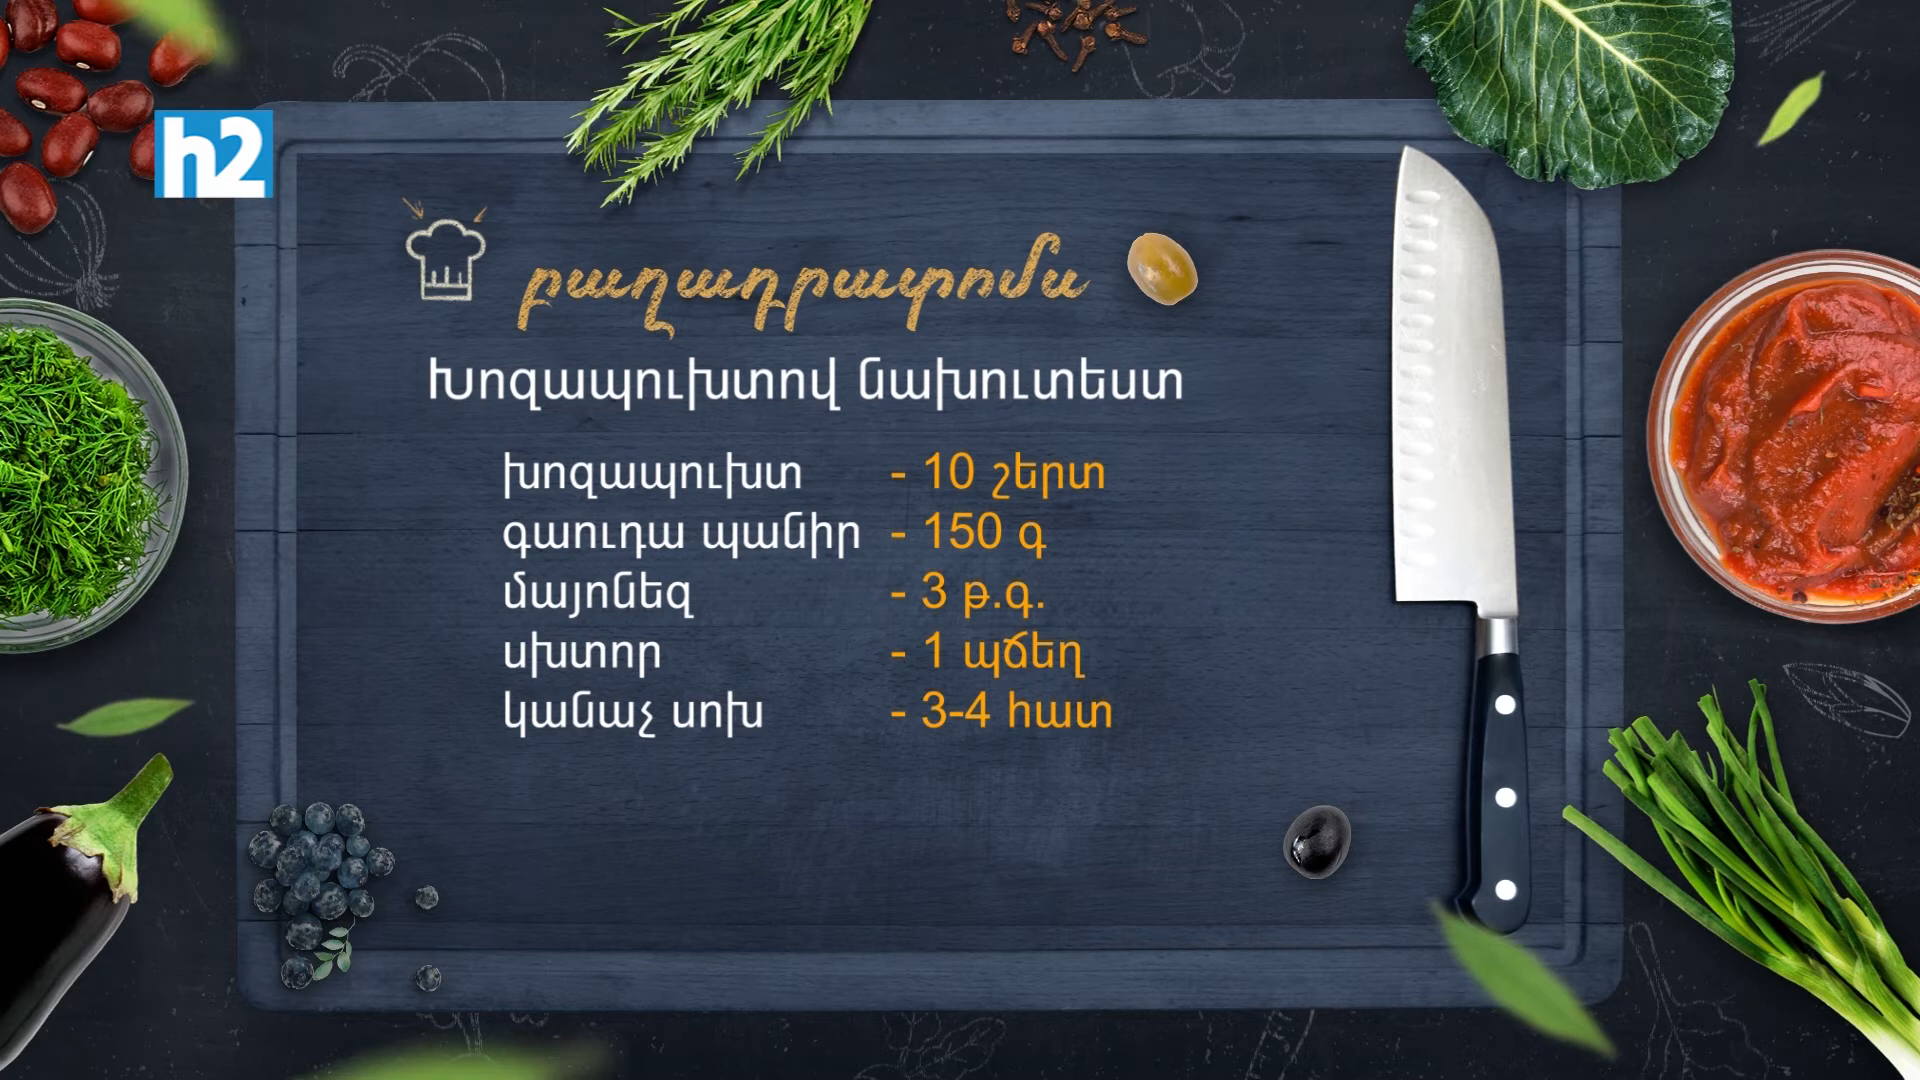 h2
բաղադրատոմս
Խոզապուխտով նախուտեստ
խոզապուխտ - 10 շերտ
գաուդա պանիր - 150 գ
մայոնեզ - 3 թ.գ.
սխտոր - 1 պճեղ
կանաչ սոխ - 3-4 հատ